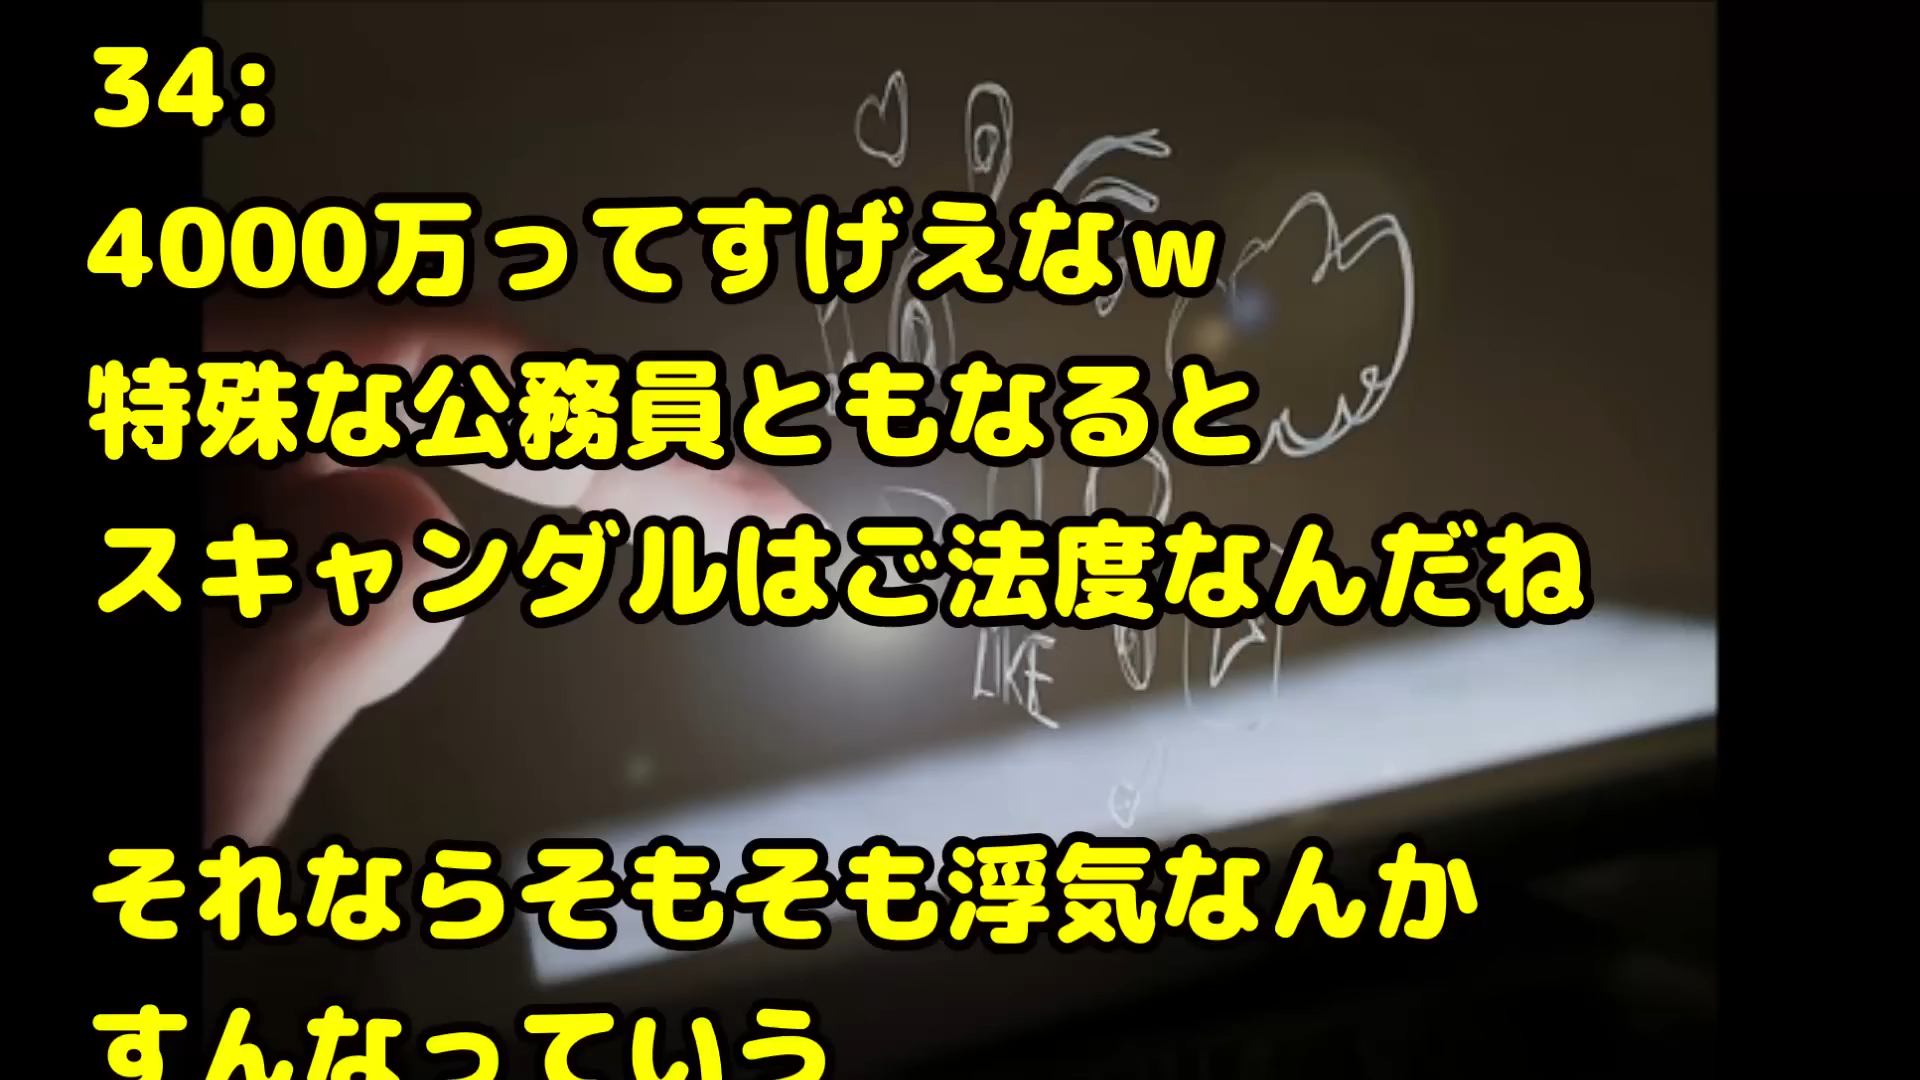 34:
4000万ってすげえなw
特殊な公務員ともなると
スキャンダルはご法度なんだね
LIKE
それならそもそも浮気なんか
すんなっていう